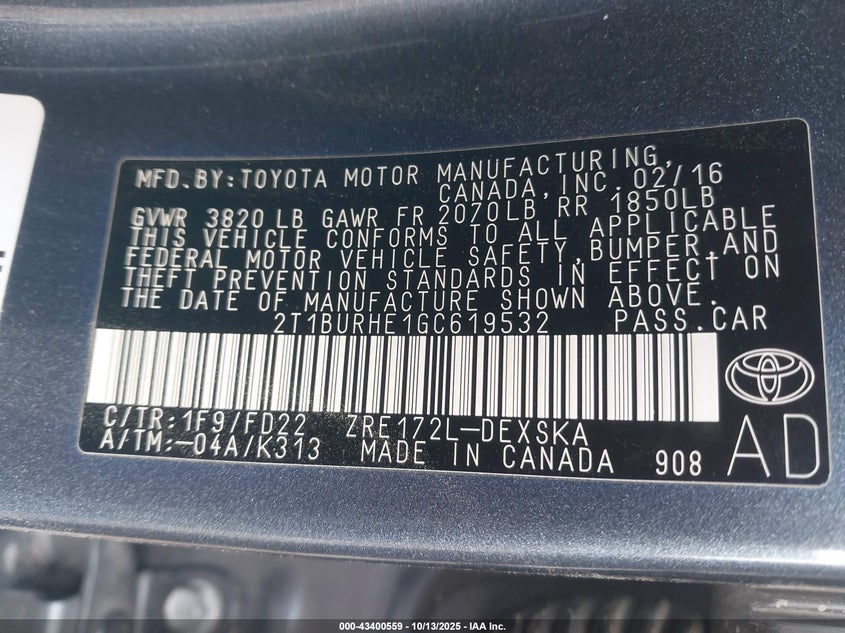 MFD.BY:TOYOTA MOTOR MANUFACTURING,
CANADA,INC. 02/16
GVWR 3820 LB GAWR FR 2070LB RR 1850LB
THIS VEHICLE CONFORMS TO ALL APPLICABLE
FEDERAL MOTOR VEHICLE SAFETY,BUMPER,AND
THEFT PREVENTION STANDARDS IN EFFECT ON
THE DATE OF MANUFACTURE SHOWN ABOVE.
2T1BURHE1GC619532 PASS.CAR
C/TR:1F9/FD22 ZRE172L-DEXSKA
A/TM:-04A/K313 MADE IN CANADA 908
AD
000-43400559 | 10/13/2025 - IAA Inc.